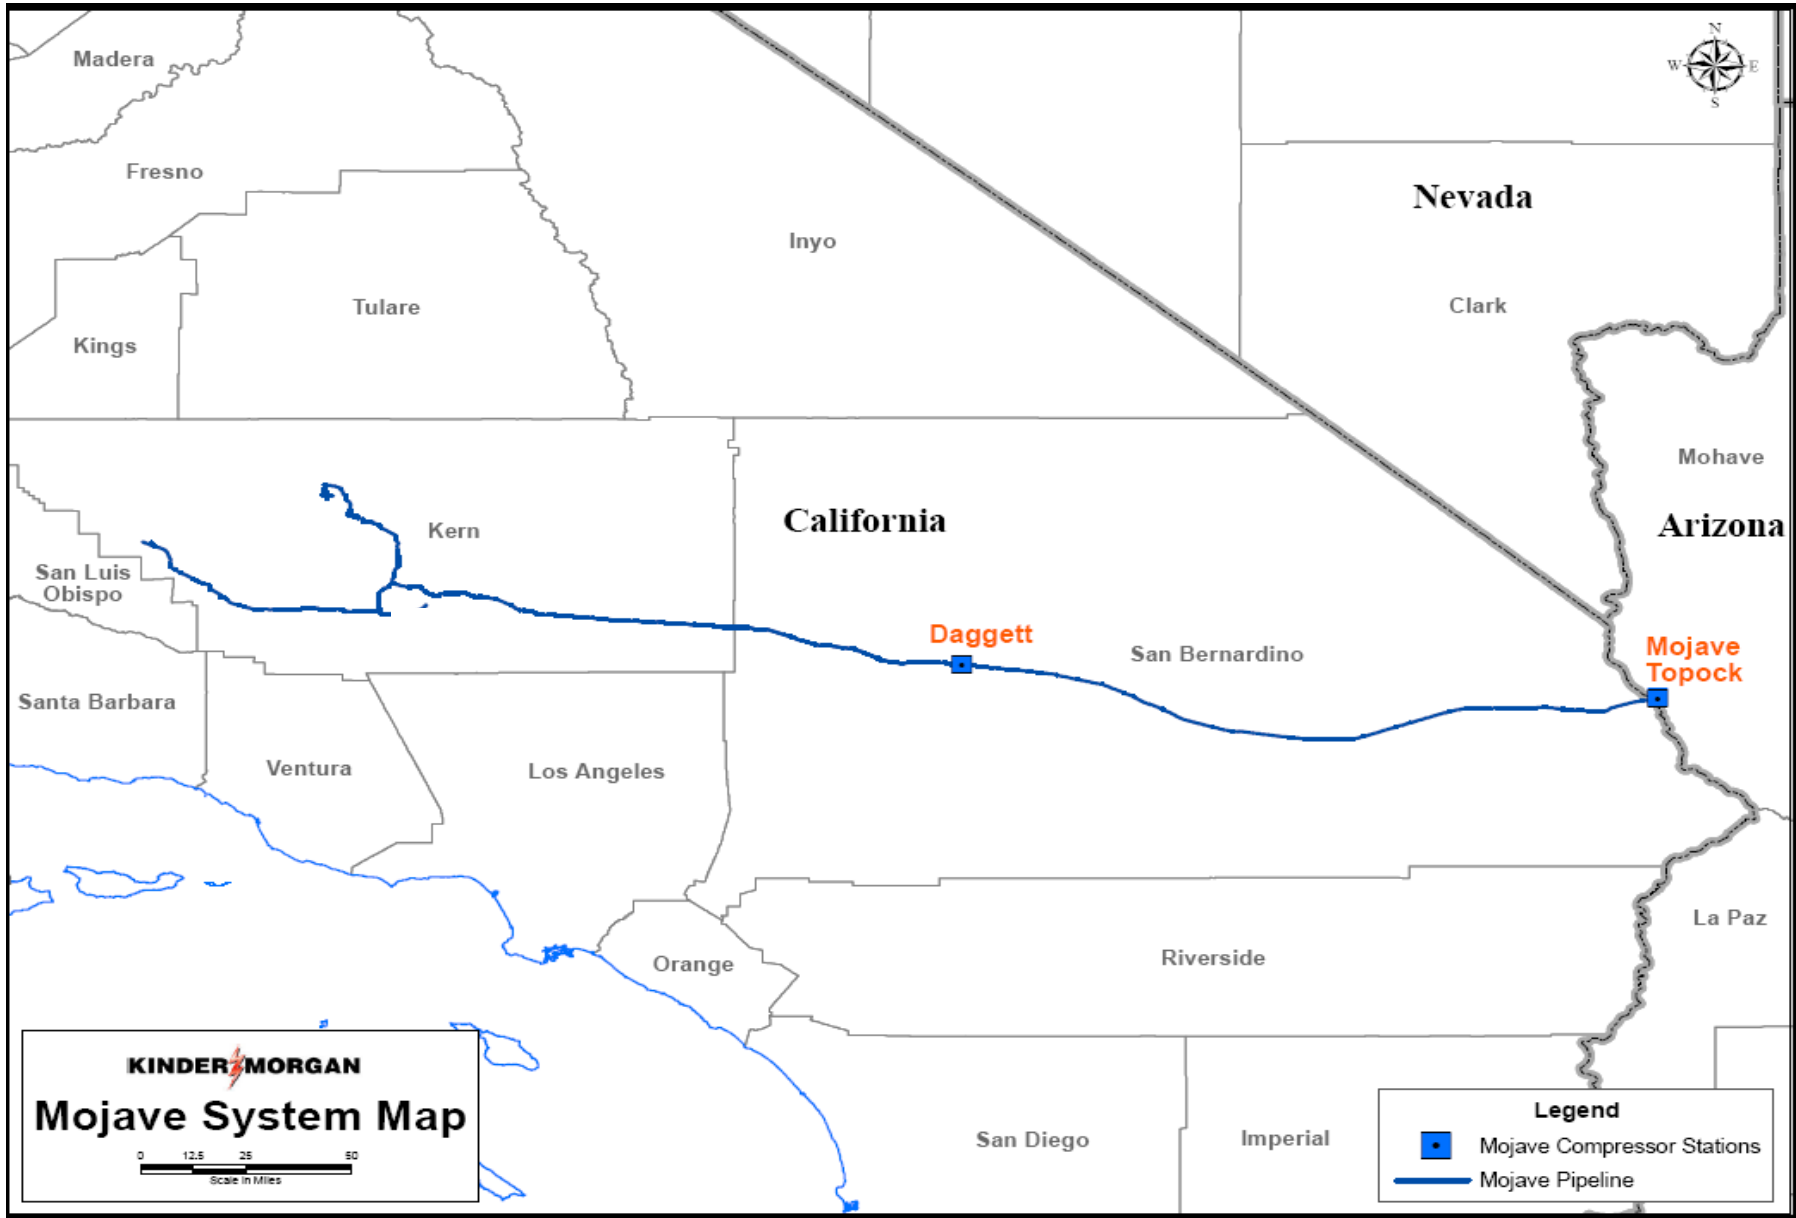 Madera
N
W
E
S
Fresno
Nevada
Inyo
Clark
Tulare
Kings
Mohave
California
Arizona
Kern
San Luis
Obispo
Daggett
San Bernardino
Mojave
Topock
Santa Barbara
Ventura
Los Angeles
La Paz
Orange
Riverside
KINDER MORGAN
Mojave System Map
0 12.5 25 50
Scale in Miles
San Diego
Imperial
Legend
Mojave Compressor Stations
Mojave Pipeline